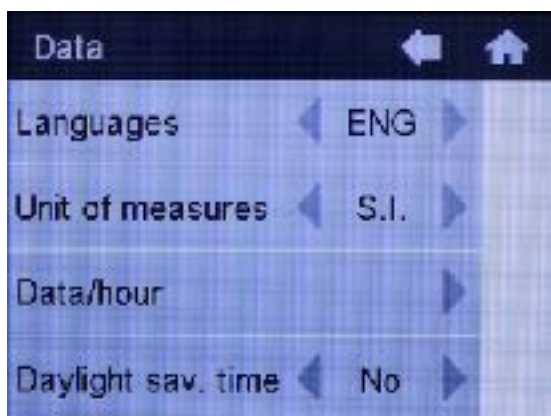 Data
Languages ENG
Unit of measures S.I.
Data/hour
Daylight sav. time No